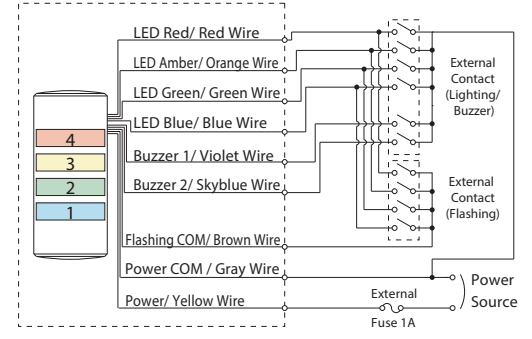 LED Red/ Red Wire
LED Amber/ Orange Wire
LED Green/ Green Wire
LED Blue/ Blue Wire
Buzzer 1/ Violet Wire
Buzzer 2/ Skyblue Wire
Flashing COM/ Brown Wire
Power COM / Gray Wire
Power/ Yellow Wire
4
3
2
1
External
Contact
(Lighting/
Buzzer)
External
Contact
(Flashing)
External
Fuse 1A
Power
Source